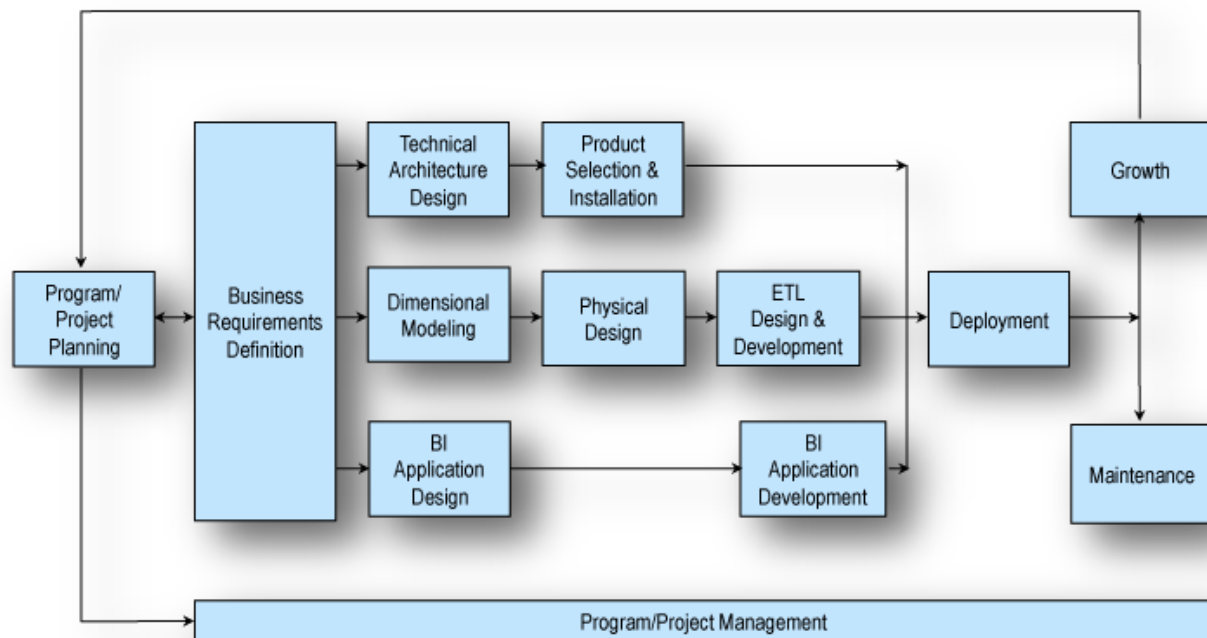 Program/
Project
Planning
Business
Requirements
Definition
Technical
Architecture
Design
Product
Selection &
Installation
Dimensional
Modeling
Physical
Design
ETL
Design &
Development
BI
Application
Design
BI
Application
Development
Deployment
Growth
Maintenance
Program/Project Management